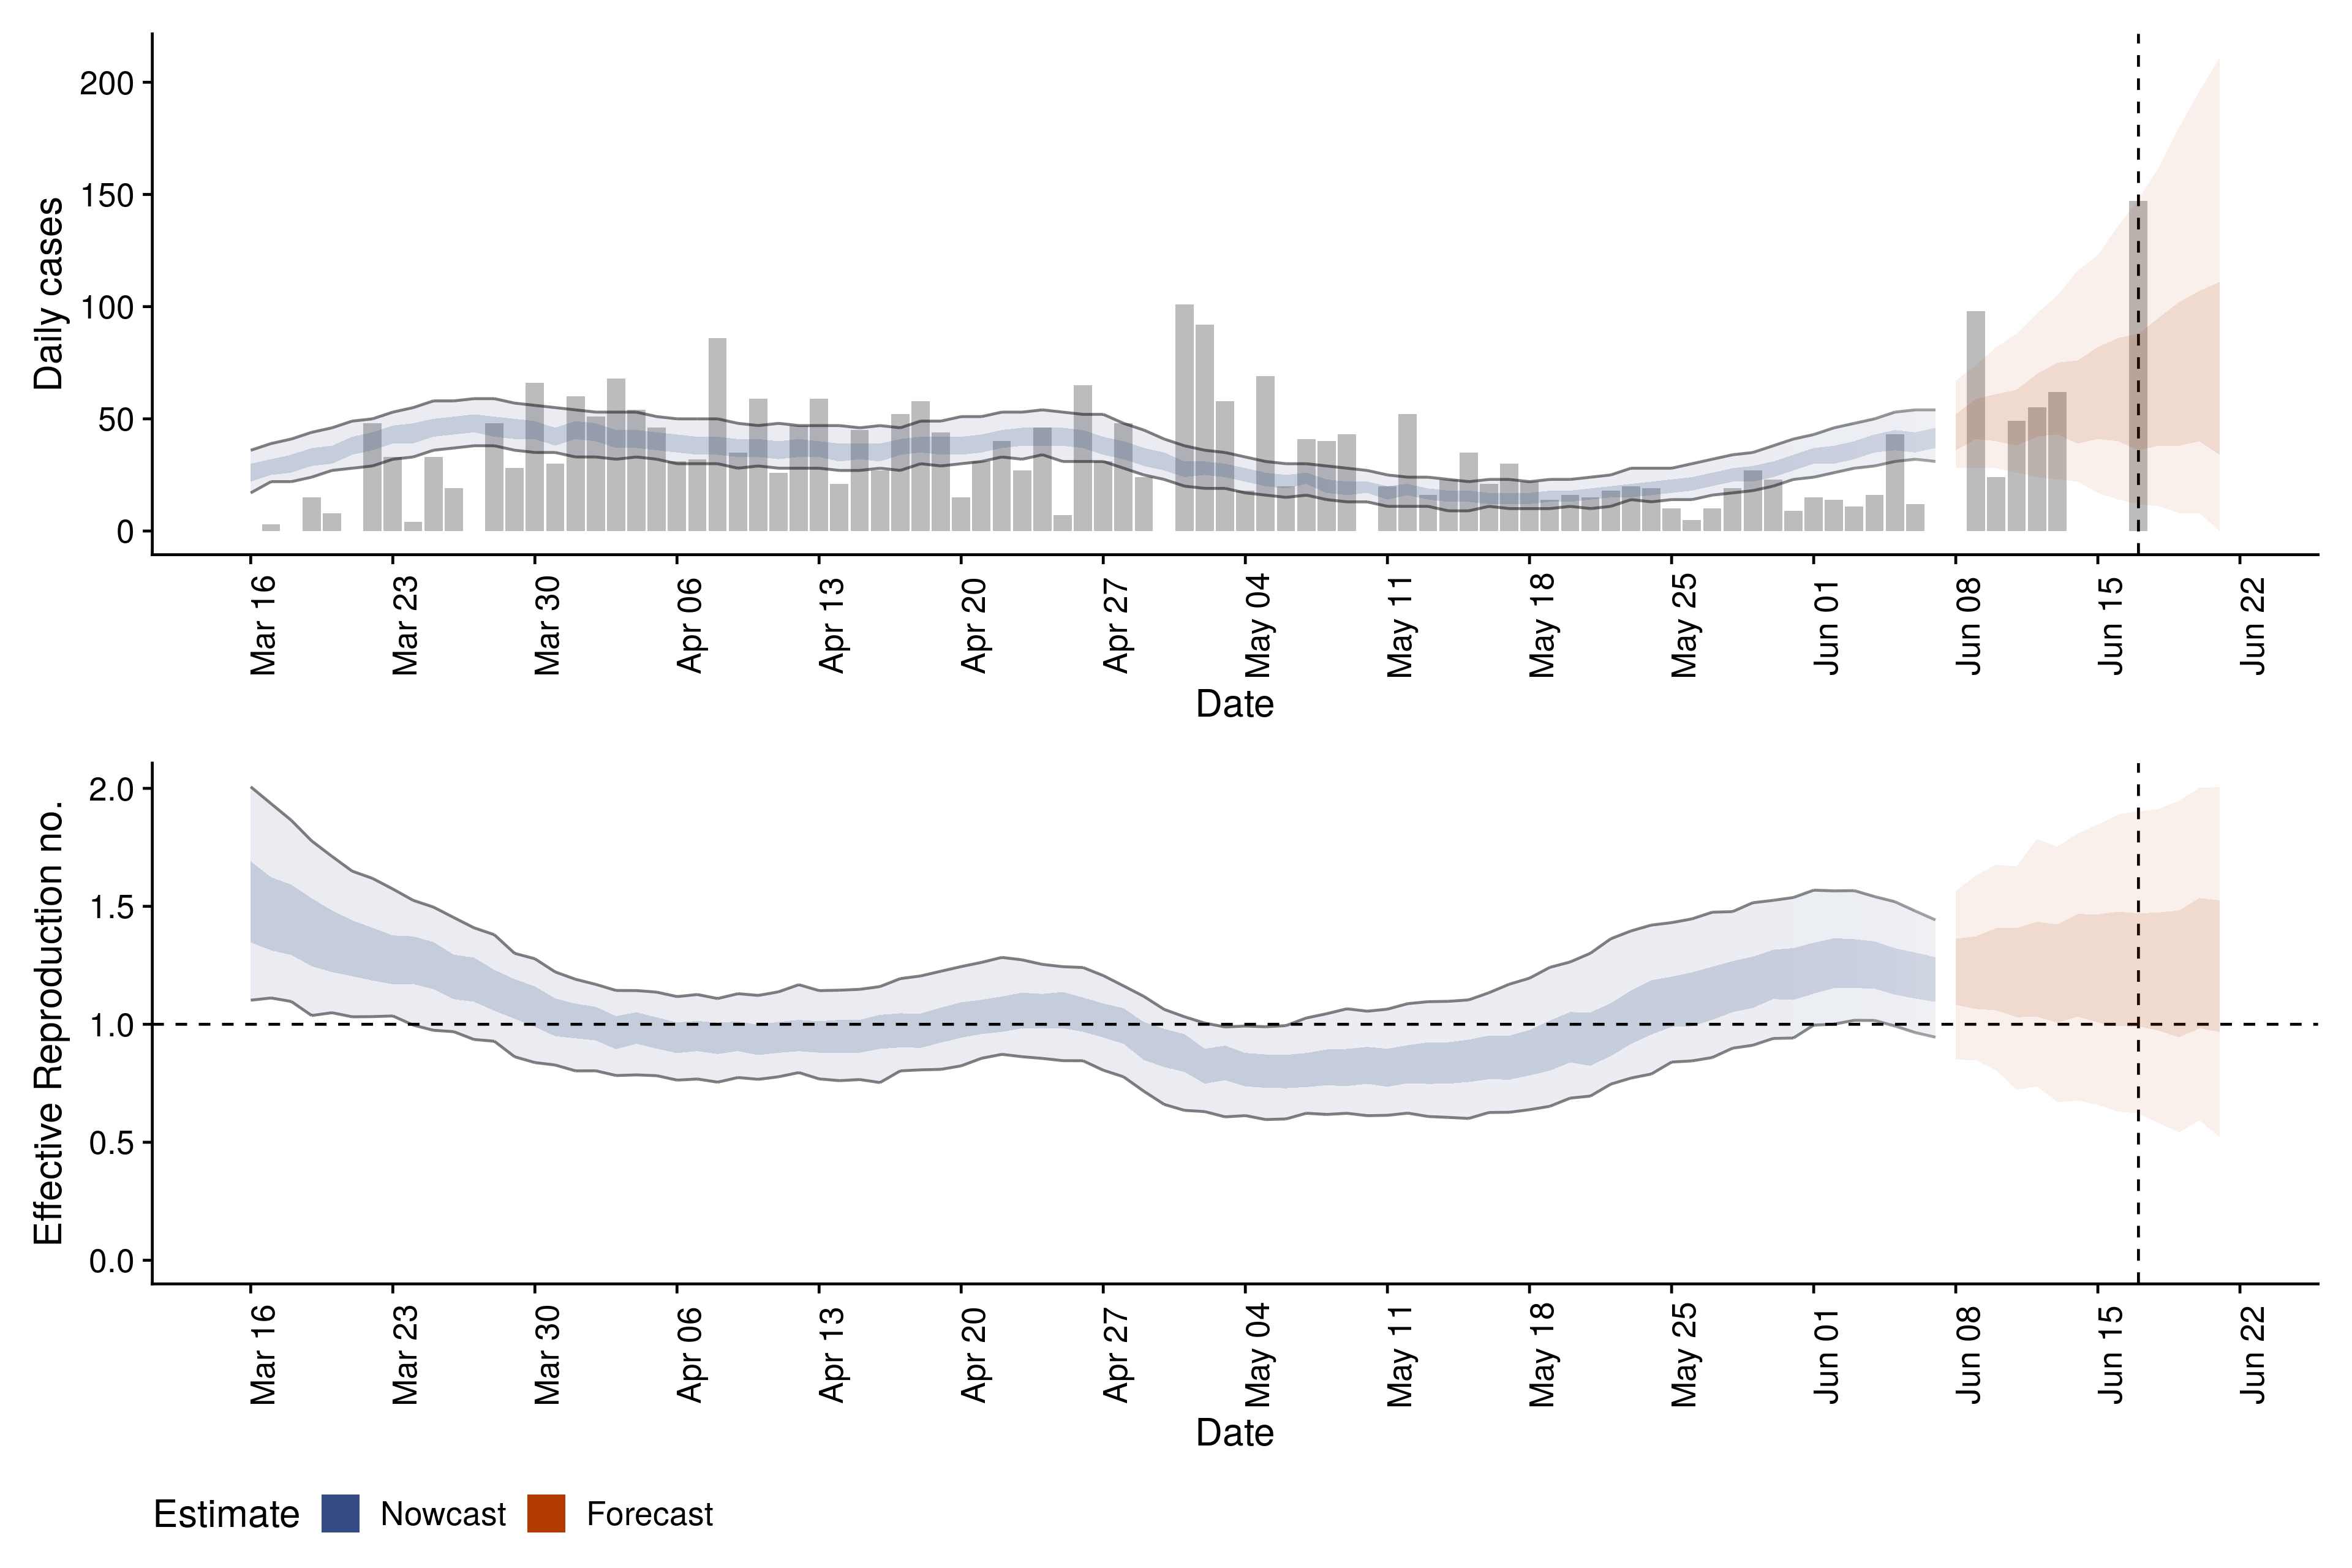 200
150
100
50
0
Daily cases
Mar 16
Mar 23
Mar 30
Apr 06
Apr 13
Apr 20
Apr 27
May 04
May 11
May 18
May 25
Jun 01
Jun 08
Jun 15
Jun 22
Date
2.0
1.5
1.0
0.5
0.0
Effective Reproduction no.
Mar 16
Mar 23
Mar 30
Apr 06
Apr 13
Apr 20
Apr 27
May 04
May 11
May 18
May 25
Jun 01
Jun 08
Jun 15
Jun 22
Date
Estimate Nowcast Forecast